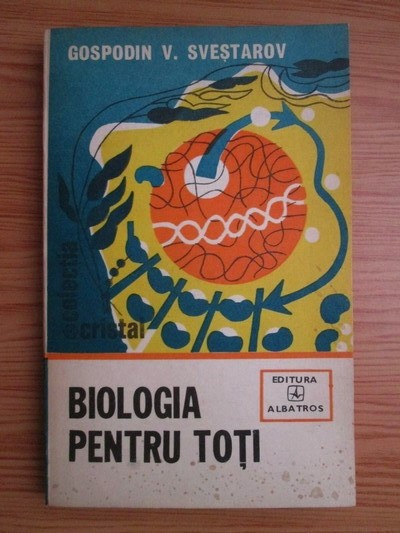 GOSPODIN V. SVEȘTAROV
colecția
cristal
BIOLOGIA
PENTRU TOȚI
EDITURA
ALBATROS